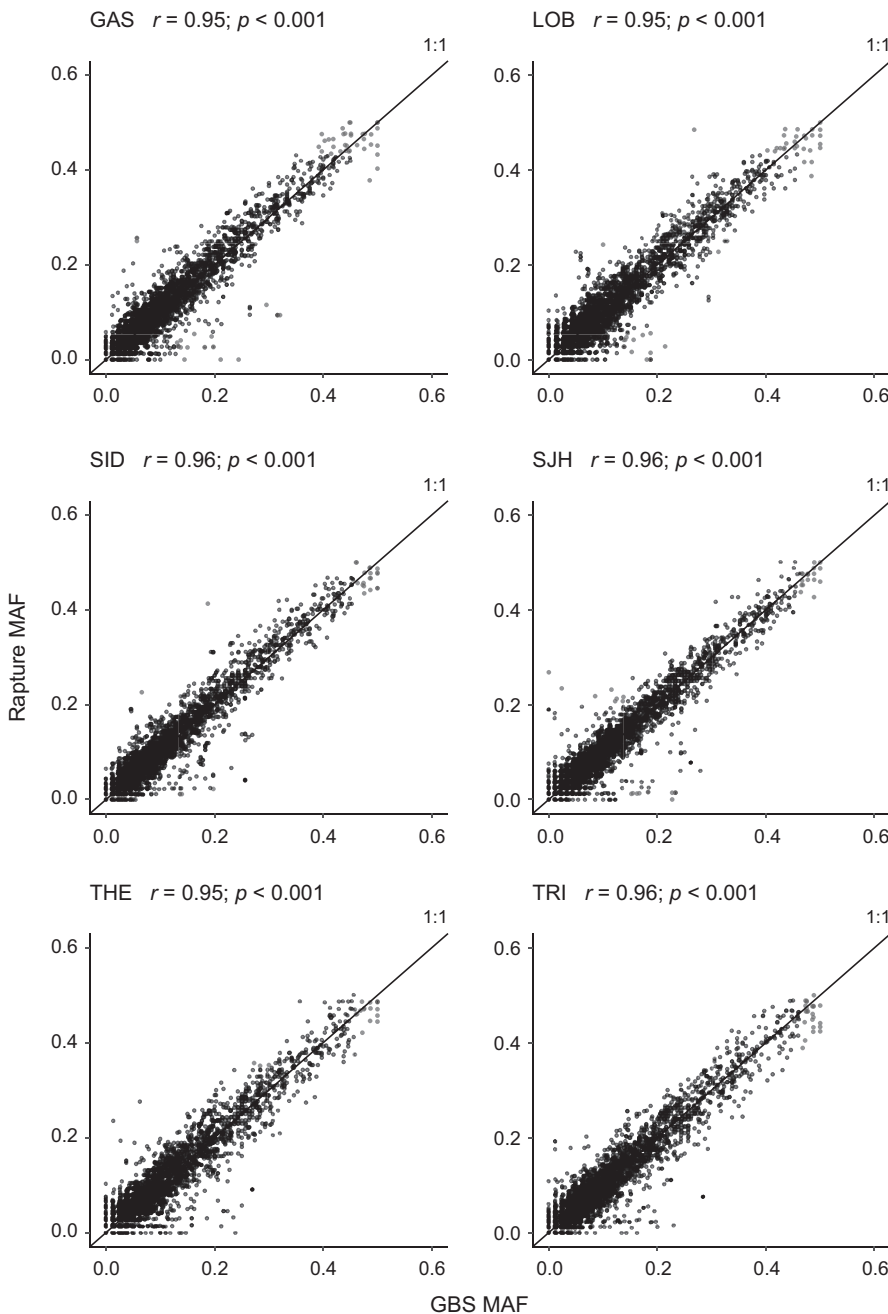 GAS r = 0.95; p < 0.001
LOB r = 0.95; p < 0.001
1:1
1:1
0.6
0.4
0.2
0.0
0.6
0.4
0.2
0.0
0.0 0.2 0.4 0.6
0.0 0.2 0.4 0.6
SID r = 0.96; p < 0.001
SJH r = 0.96; p < 0.001
1:1
1:1
0.6
0.4
0.2
0.0
0.6
0.4
0.2
0.0
0.0 0.2 0.4 0.6
0.0 0.2 0.4 0.6
Rapture MAF
THE r = 0.95; p < 0.001
TRI r = 0.96; p < 0.001
1:1
1:1
0.6
0.4
0.2
0.0
0.6
0.4
0.2
0.0
0.0 0.2 0.4 0.6
0.0 0.2 0.4 0.6
GBS MAF